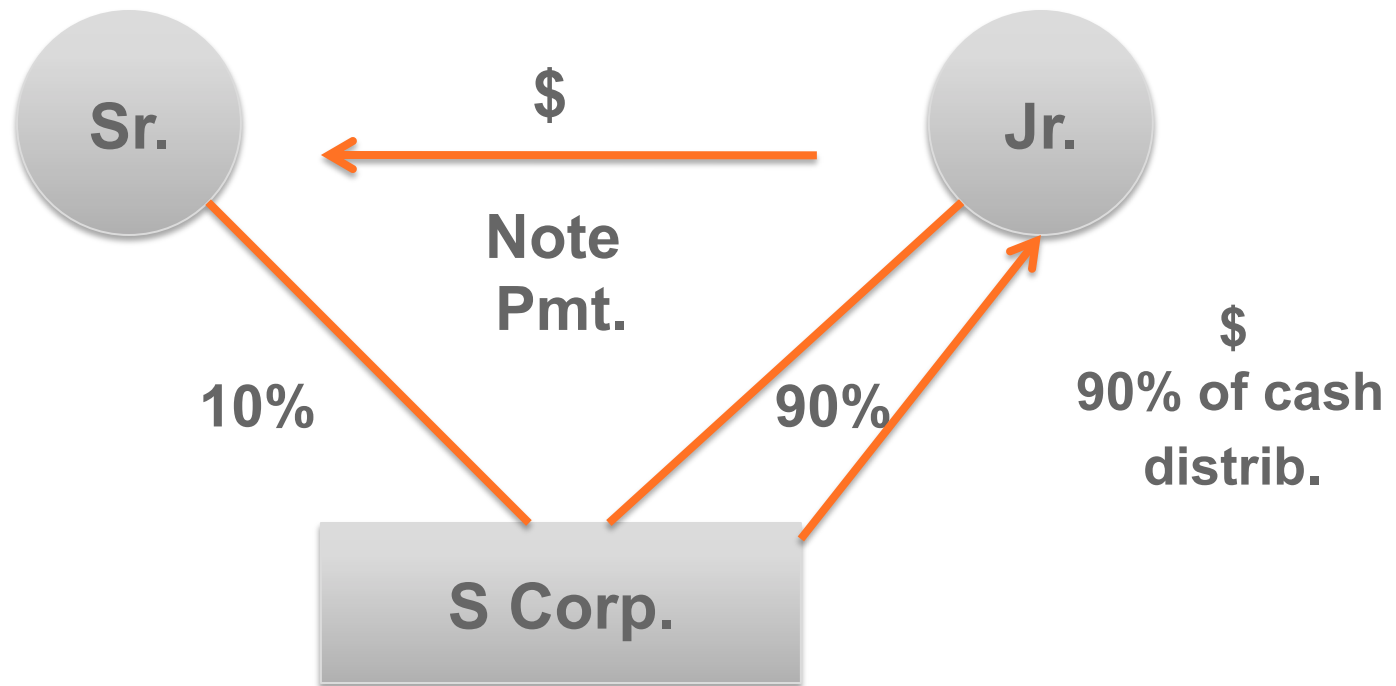 Sr.
$
Jr.
Note
Pmt.
10%
90%
$
90% of cash
distrib.
S Corp.